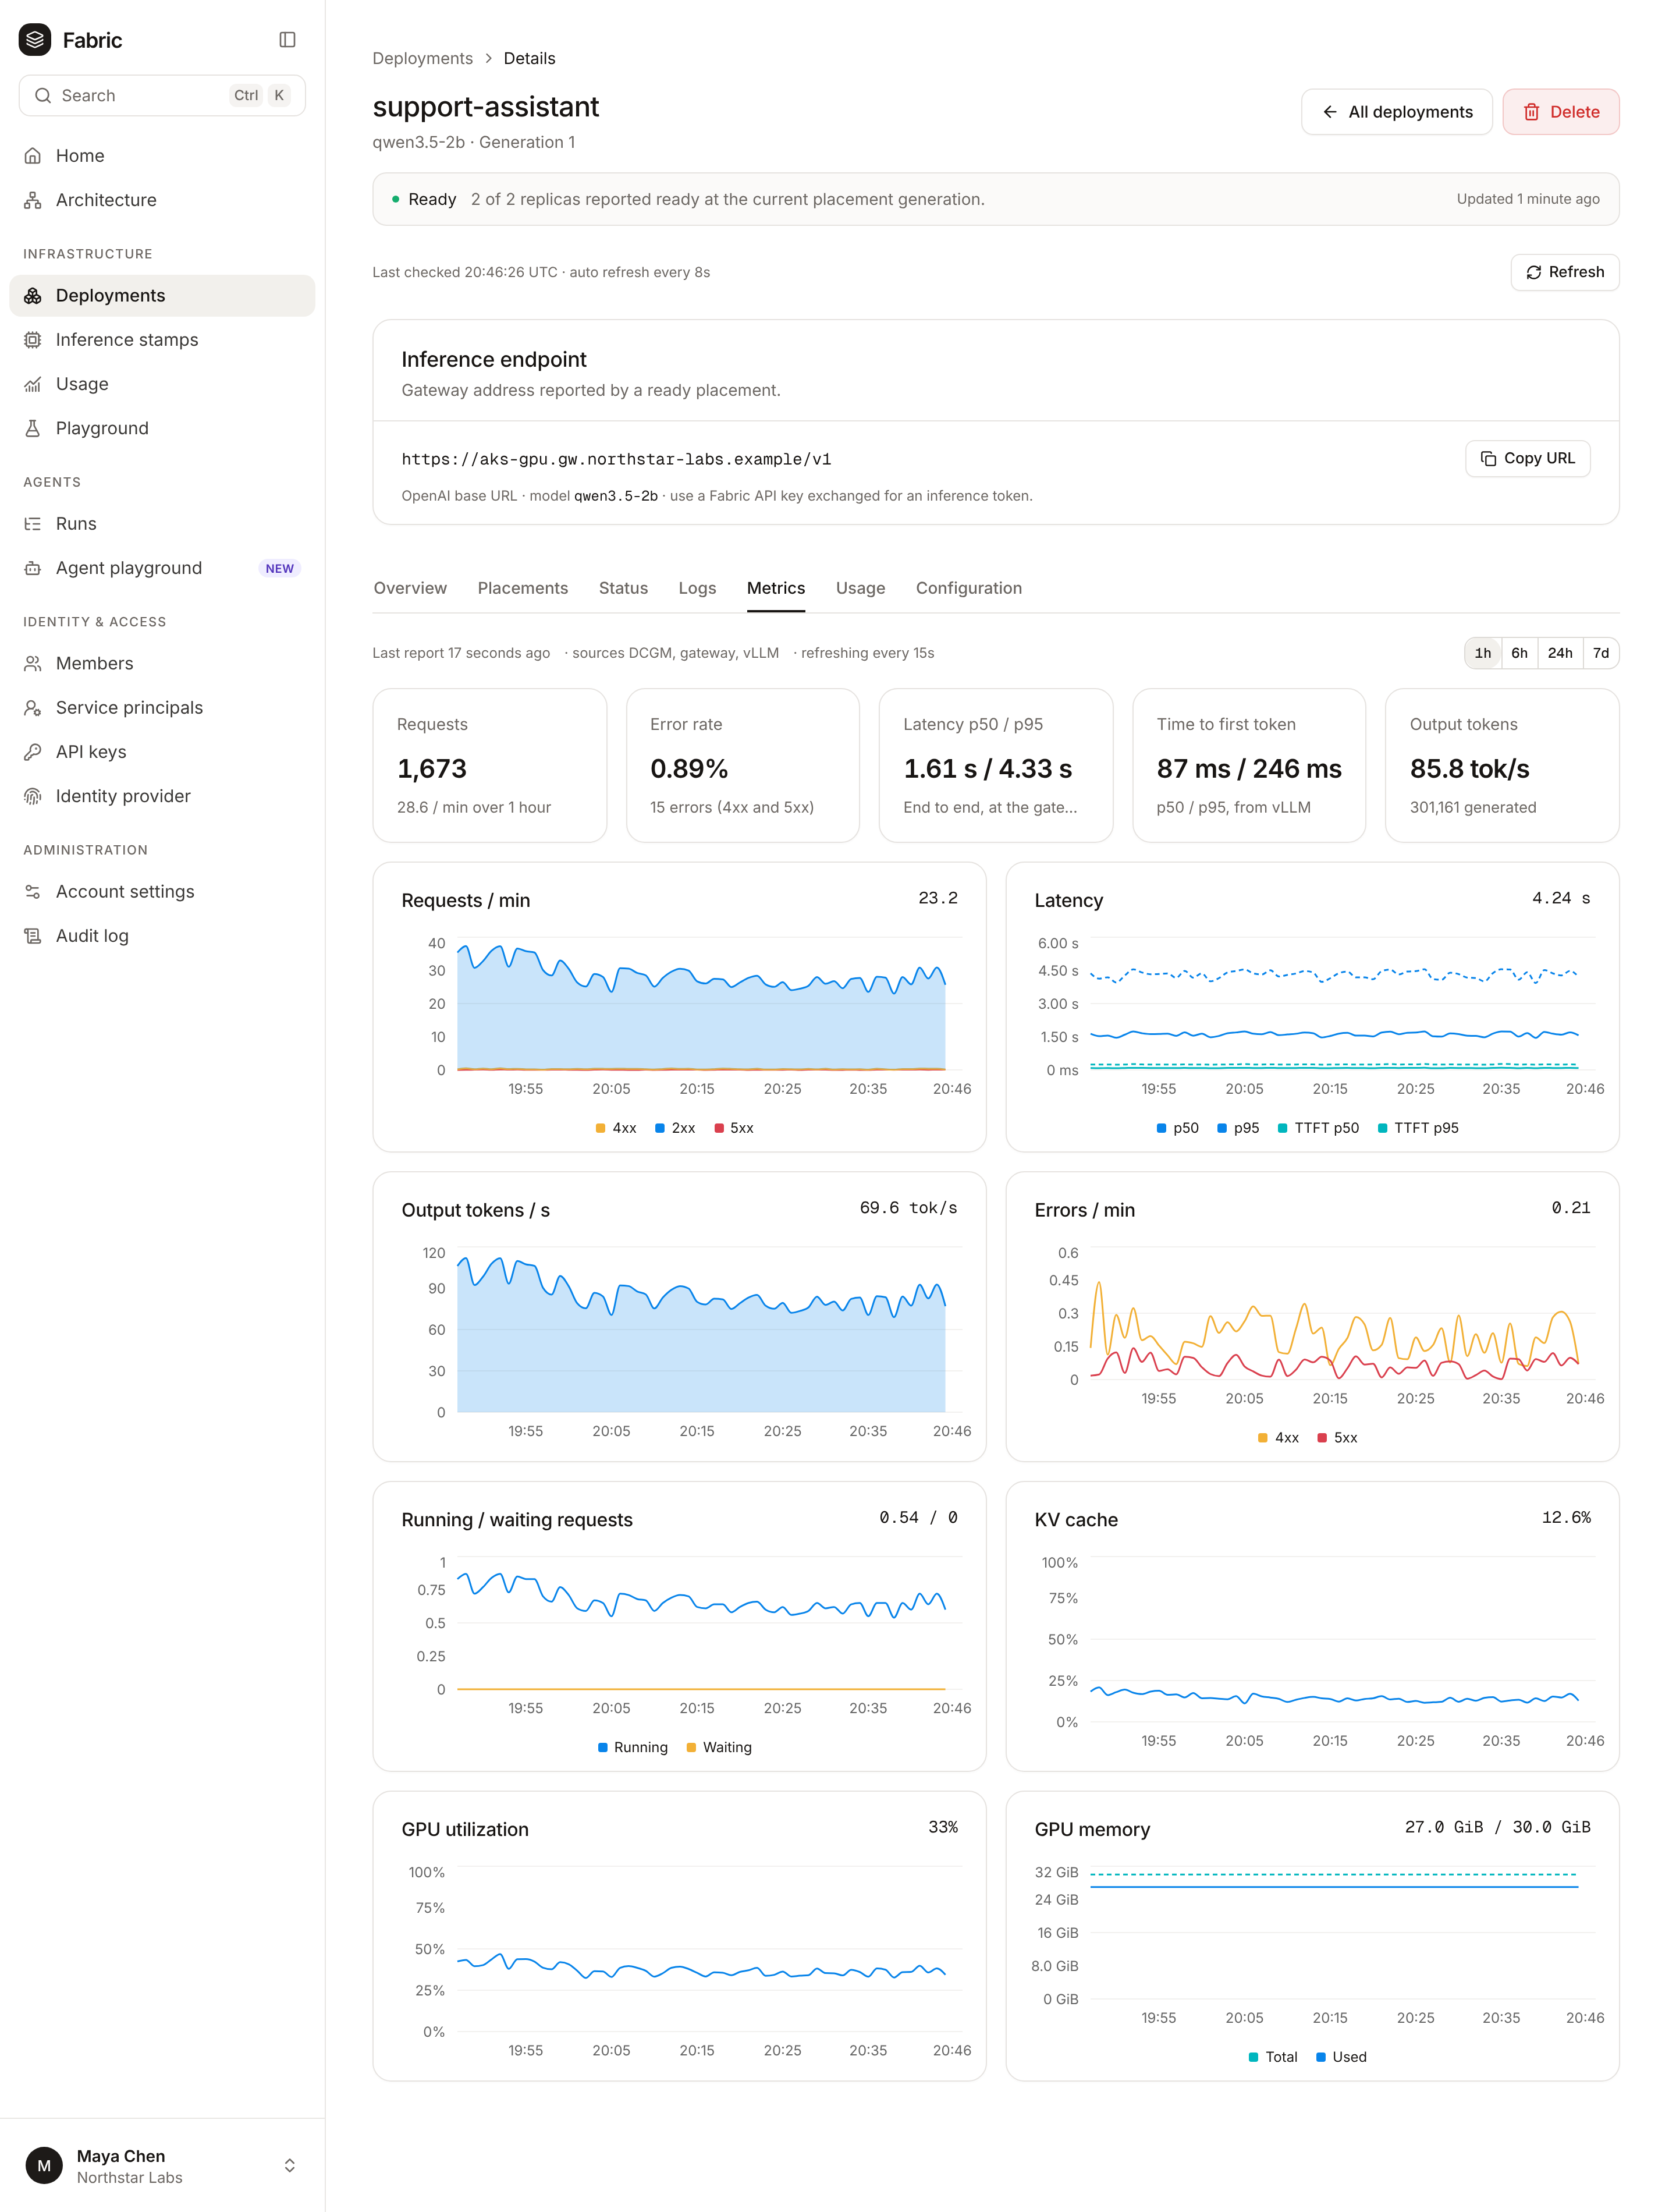 Fabric
Search Ctrl K
Home
Architecture
INFRASTRUCTURE
Deployments
Inference stamps
Usage
Playground
AGENTS
Runs
Agent playground NEW
IDENTITY & ACCESS
Members
Service principals
API keys
Identity provider
ADMINISTRATION
Account settings
Audit log
M
Maya Chen
Northstar Labs
Deployments > Details
support-assistant
qwen3.5-2b · Generation 1
All deployments
Delete
Ready 2 of 2 replicas reported ready at the current placement generation. Updated 1 minute ago
Last checked 20:46:26 UTC · auto refresh every 8s
Refresh
Inference endpoint
Gateway address reported by a ready placement.
https://aks-gpu.gw.northstar-labs.example/v1
Copy URL
OpenAI base URL · model qwen3.5-2b · use a Fabric API key exchanged for an inference token.
Overview Placements Status Logs Metrics Usage Configuration
Last report 17 seconds ago · sources DCGM, gateway, vLLM · refreshing every 15s
1h 6h 24h 7d
Requests
1,673
28.6 / min over 1 hour
Error rate
0.89%
15 errors (4xx and 5xx)
Latency p50 / p95
1.61 s / 4.33 s
End to end, at the gate...
Time to first token
87 ms / 246 ms
p50 / p95, from vLLM
Output tokens
85.8 tok/s
301,161 generated
Requests / min 23.2
40
30
20
10
0
19:55 20:05 20:15 20:25 20:35 20:46
4xx 2xx 5xx
Latency 4.24 s
6.00 s
4.50 s
3.00 s
1.50 s
0 ms
19:55 20:05 20:15 20:25 20:35 20:46
p50 p95 TTFT p50 TTFT p95
Output tokens / s 69.6 tok/s
120
90
60
30
0
19:55 20:05 20:15 20:25 20:35 20:46
Errors / min 0.21
0.6
0.45
0.3
0.15
0
19:55 20:05 20:15 20:25 20:35 20:46
4xx 5xx
Running / waiting requests 0.54 / 0
1
0.75
0.5
0.25
0
19:55 20:05 20:15 20:25 20:35 20:46
Running Waiting
KV cache 12.6%
100%
75%
50%
25%
0%
19:55 20:05 20:15 20:25 20:35 20:46
GPU utilization 33%
100%
75%
50%
25%
0%
19:55 20:05 20:15 20:25 20:35 20:46
GPU memory 27.0 GiB / 30.0 GiB
32 GiB
24 GiB
16 GiB
8.0 GiB
0 GiB
19:55 20:05 20:15 20:25 20:35 20:46
Total Used